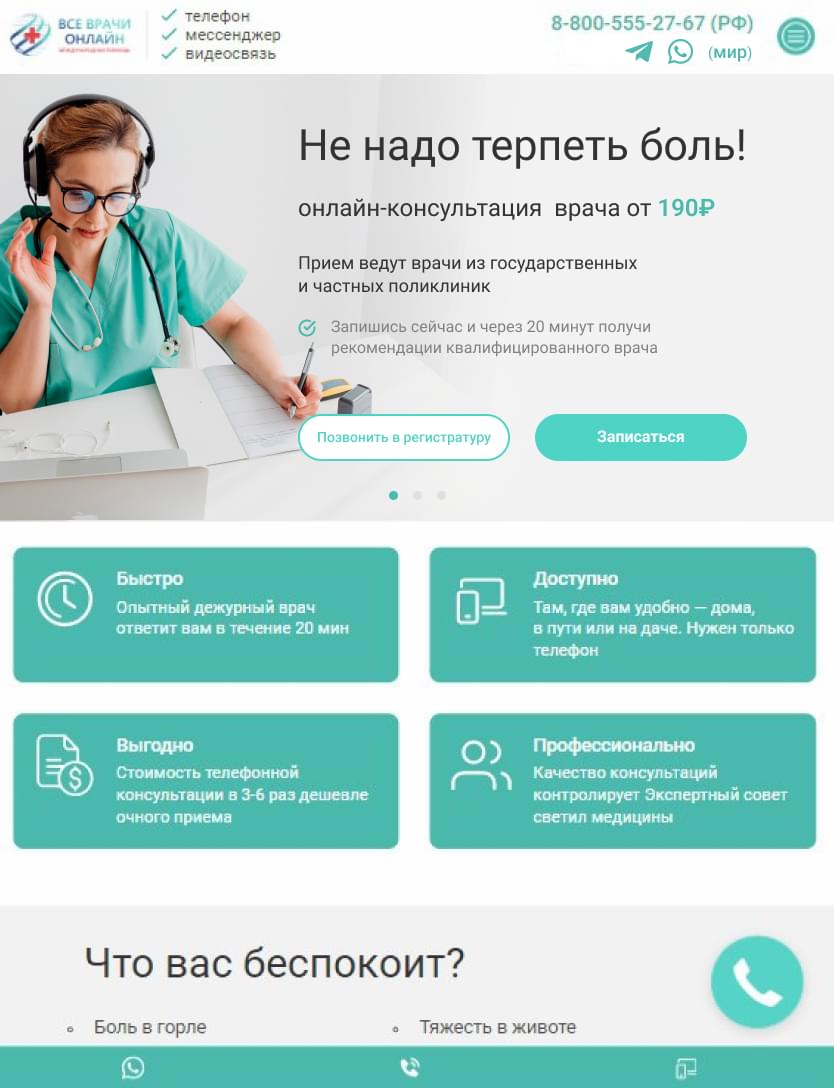 ВСЕ ВРАЧИ
ОНЛАЙН
МЕЖДУНАРОДНАЯ ПОМОЩЬ
телефон
мессенджер
видеосвязь
8-800-555-27-67 (РФ)
(мир)
Не надо терпеть боль!
онлайн-консультация врача от 190₽
Прием ведут врачи из государственных
и частных поликлиник
Запишись сейчас и через 20 минут получи
рекомендации квалифицированного врача
Позвонить в регистратуру
Записаться
Быстро
Опытный дежурный врач
ответит вам в течение 20 мин
Доступно
Там, где вам удобно — дома,
в пути или на даче. Нужен только
телефон
Выгодно
Стоимость телефонной
консультации в 3-6 раз дешевле
очного приема
Профессионально
Качество консультаций
контролирует Экспертный совет
светил медицины
Что вас беспокоит?
Боль в горле
Тяжесть в животе